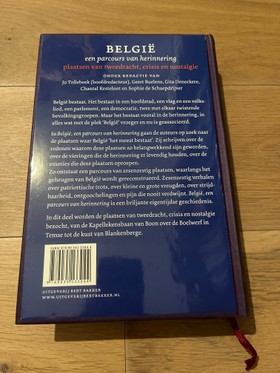 BELGIË
een parcours van herinnering
plaatsen van tweedracht, crisis en nostalgie
ONDER REDACTIE VAN
Jo Tollebeek (hoofdredacteur), Geert Buelens, Gita Deneckere,
Chantal Kesteloot en Sophie de Schaepdrijver
België bestaat. Het bestaat in een hoofdstad, een vlag en een volks-
lied, een parlement, een democratie, twee met elkaar twistende
bevolkingsgroepen. Maar het bestaat vooral in de herinnering, in
alles wat met de plek 'België' vroeger en nu is geassocieerd.
In België, een parcours van herinnering gaan de auteurs op zoek naar
de plaatsen waar België 'het meest bestaat'. Zij schrijven over de
redenen waarom deze plaatsen zo belangwekkend zijn geworden,
over de vieringen die de herinnering er levendig houden, over de
emoties die deze plaatsen oproepen.
Zo ontstaat een parcours van zesenzestig plaatsen, waarlangs het
geheugen van België wordt gereconstrueerd. Zesenzestig verhalen
over patriottische trots, over kleine en grote vreugden, over strijd-
baarheid, ontgoochelingen en pijn die nooit verdwijnt. België, een
parcours van herinnering is een briljante eigentijdse geschiedenis.
In dit deel worden de plaatsen van tweedracht, crisis en nostalgie
bezocht, van de Kapellekensbaan van Boon over de Boelwerf in
Temse tot de kust van Blankenberge.
UITGEVERIJ BERT BAKKER
WWW.UITGEVERIJBERTBAKKER.NL